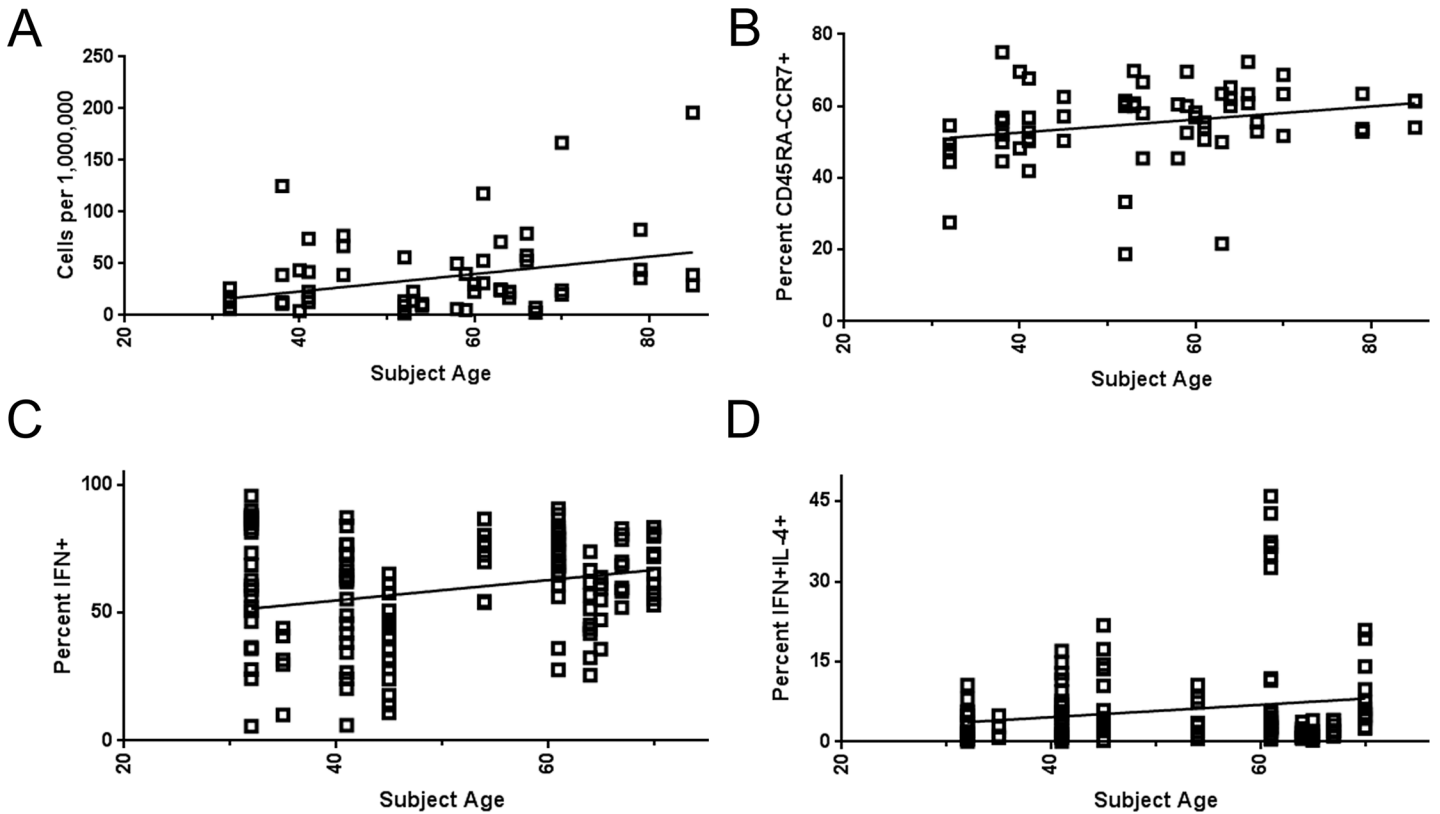 A
Cells per 1,000,000
250
200
150
100
50
0
20
40
60
80
Subject Age
B
Percent CD45RA-CCR7+
80
60
40
20
0
20
40
60
80
Subject Age
C
Percent IFN+
100
50
0
20
40
60
Subject Age
D
Percent IFN+IL-4+
45
30
15
0
20
40
60
Subject Age